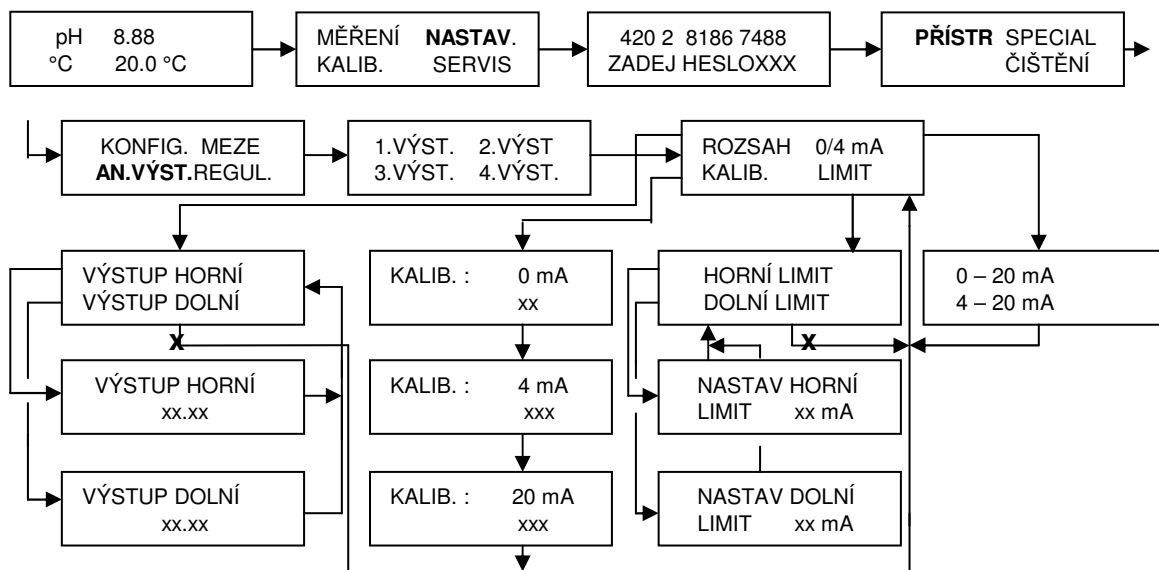 pH 8.88
°C 20.0 °C
MĚŘENÍ NASTAV.
KALIB. SERVIS
420 2 8186 7488
ZADEJ HESLOXXX
PŘÍSTR SPECIAL
ČIŠTĚNÍ
KONFIG. MEZE
AN.VÝST.REGUL.
1.VÝST. 2.VÝST
3.VÝST. 4.VÝST.
ROZSAH 0/4 mA
KALIB. LIMIT
VÝSTUP HORNÍ
VÝSTUP DOLNÍ
KALIB. : 0 mA
xx
HORNÍ LIMIT
DOLNÍ LIMIT
0 – 20 mA
4 – 20 mA
X
X
VÝSTUP HORNÍ
xx.xx
KALIB. : 4 mA
xxx
NASTAV HORNÍ
LIMIT xx mA
VÝSTUP DOLNÍ
xx.xx
KALIB. : 20 mA
xxx
NASTAV DOLNÍ
LIMIT xx mA